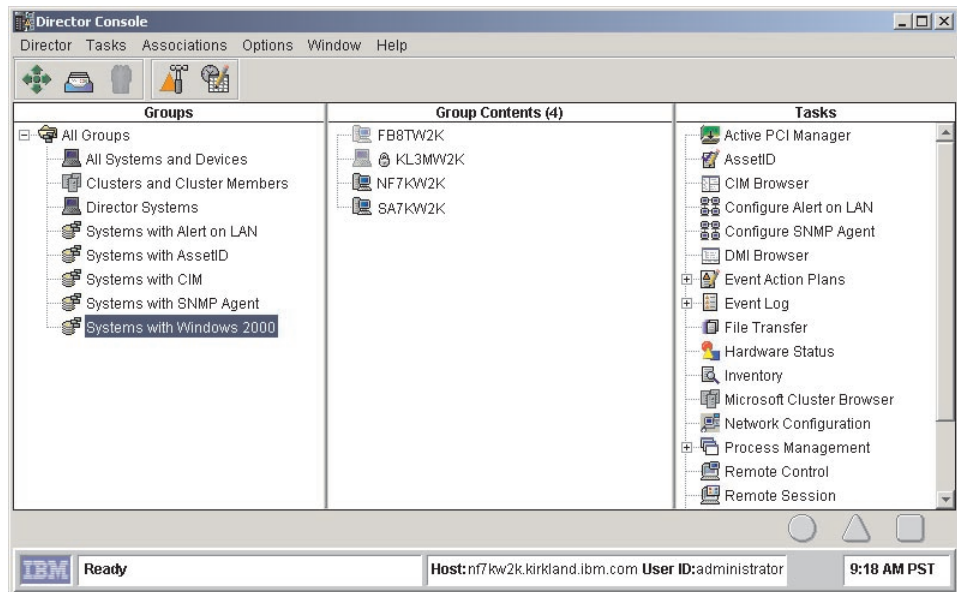 Director Console
Director Tasks Associations Options Window Help
Groups
All Groups
All Systems and Devices
Clusters and Cluster Members
Director Systems
Systems with Alert on LAN
Systems with AssetID
Systems with CIM
Systems with SNMP Agent
Systems with Windows 2000
Group Contents (4)
FB8TW2K
KL3MW2K
NF7KW2K
SA7KW2K
Tasks
Active PCI Manager
AssetID
CIM Browser
Configure Alert on LAN
Configure SNMP Agent
DMI Browser
Event Action Plans
Event Log
File Transfer
Hardware Status
Inventory
Microsoft Cluster Browser
Network Configuration
Process Management
Remote Control
Remote Session
IBM Ready Host:nf7kw2k.kirkland.ibm.com User ID:administrator 9:18 AM PST